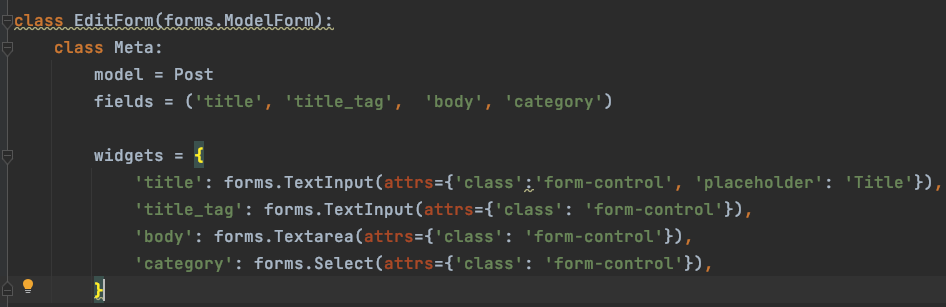 class EditForm(forms.ModelForm):
    class Meta:
        model = Post
        fields = ('title', 'title_tag',  'body', 'category')
        widgets = {
            'title': forms.TextInput(attrs={'class':'form-control', 'placeholder': 'Title'}),
            'title_tag': forms.TextInput(attrs={'class': 'form-control'}),
            'body': forms.Textarea(attrs={'class': 'form-control'}),
            'category': forms.Select(attrs={'class': 'form-control'}),
        }